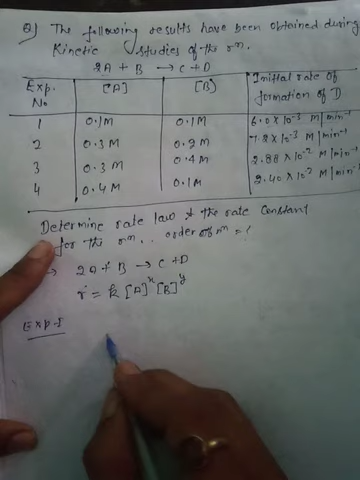 Q) The following results have been obtained during
Kinetic studies of the rxn.
2A + B → C + D
Exp. No [A] [B] Initial rate of formation of D
1 0.1M 0.1M 6.0 × 10⁻³ M | min⁻¹
2 0.3M 0.2M 7.2 × 10⁻³ M | min⁻¹
3 0.3M 0.4M 2.88 × 10⁻² M | min⁻¹
4 0.4M 0.1M 2.40 × 10⁻² M | min⁻¹
Determine rate law & the rate constant
for the rxn.. order of rxn = ?
→ 2A + B → C + D
r = k [A]ˣ [B]ʸ
Exp.I